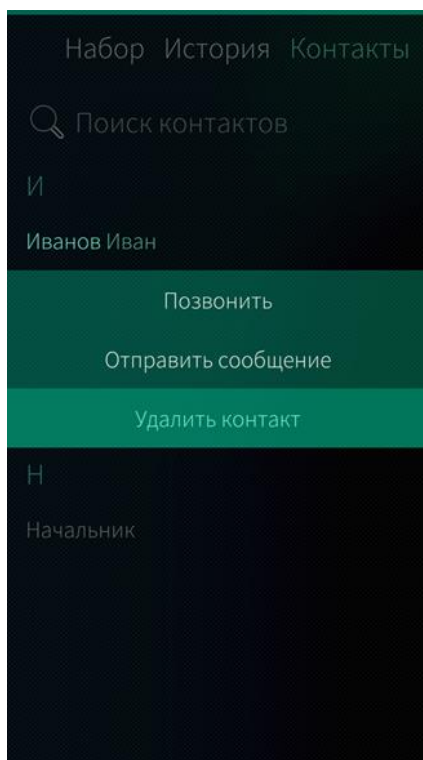 Набор История Контакты
Поиск контактов
И
Иванов Иван
Позвонить
Отправить сообщение
Удалить контакт
Н
Начальник